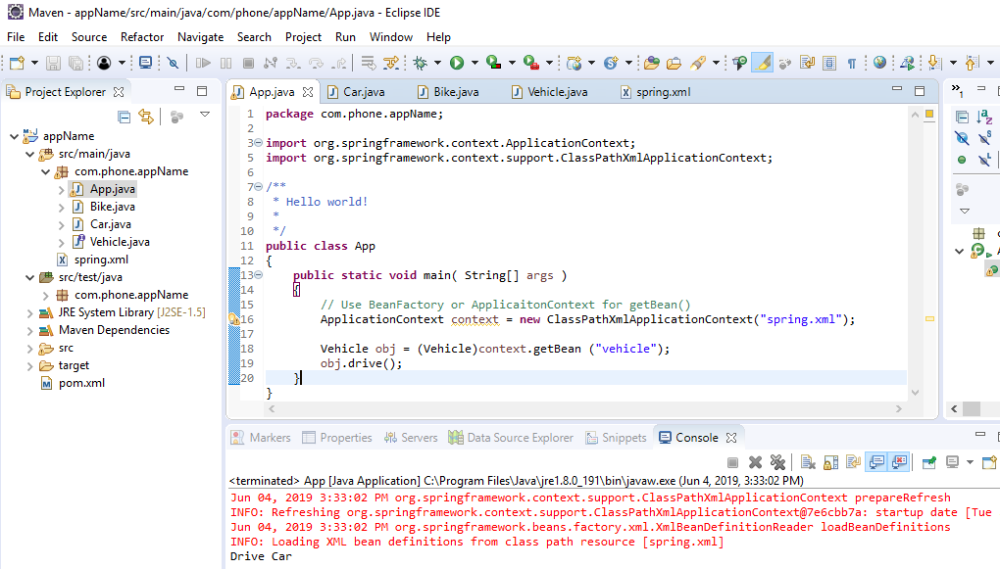 Maven - appName/src/main/java/com/phone/appName/App.java - Eclipse IDE
File Edit Source Refactor Navigate Search Project Run Window Help
Project Explorer
appName
src/main/java
com.phone.appName
App.java
Bike.java
Car.java
Vehicle.java
spring.xml
src/test/java
com.phone.appName
JRE System Library [J2SE-1.5]
Maven Dependencies
src
target
pom.xml
App.java Car.java Bike.java Vehicle.java spring.xml
1 package com.phone.appName;
2
3 import org.springframework.context.ApplicationContext;
5 import org.springframework.context.support.ClassPathXmlApplicationContext;
6
7 /**
8 * Hello world!
9 *
10 */
11 public class App
12 {
13 public static void main( String[] args )
14 {
15 // Use BeanFactory or ApplicaitonContext for getBean()
16 ApplicationContext context = new ClassPathXmlApplicationContext("spring.xml");
17
18 Vehicle obj = (Vehicle)context.getBean ("vehicle");
19 obj.drive();
20 }
}
Markers Properties Servers Data Source Explorer Snippets Console
<terminated> App [Java Application] C:\Program Files\Java\jre1.8.0_191\bin\javaw.exe (Jun 4, 2019, 3:33:02 PM)
Jun 04, 2019 3:33:02 PM org.springframework.context.support.ClassPathXmlApplicationContext prepareRefresh
INFO: Refreshing org.springframework.context.support.ClassPathXmlApplicationContext@7e6cbb7a: startup date [Tue
Jun 04, 2019 3:33:02 PM org.springframework.beans.factory.xml.XmlBeanDefinitionReader loadBeanDefinitions
INFO: Loading XML bean definitions from class path resource [spring.xml]
Drive Car